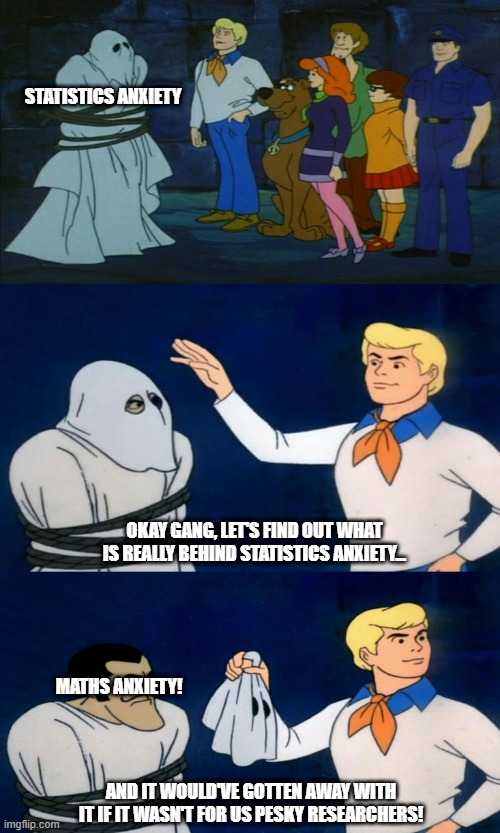 STATISTICS ANXIETY
OKAY GANG, LET'S FIND OUT WHAT
IS REALLY BEHIND STATISTICS ANXIETY...
MATHS ANXIETY!
AND IT WOULD'VE GOTTEN AWAY WITH
IT IF IT WASN'T FOR US PESKY RESEARCHERS!
imgflip.com